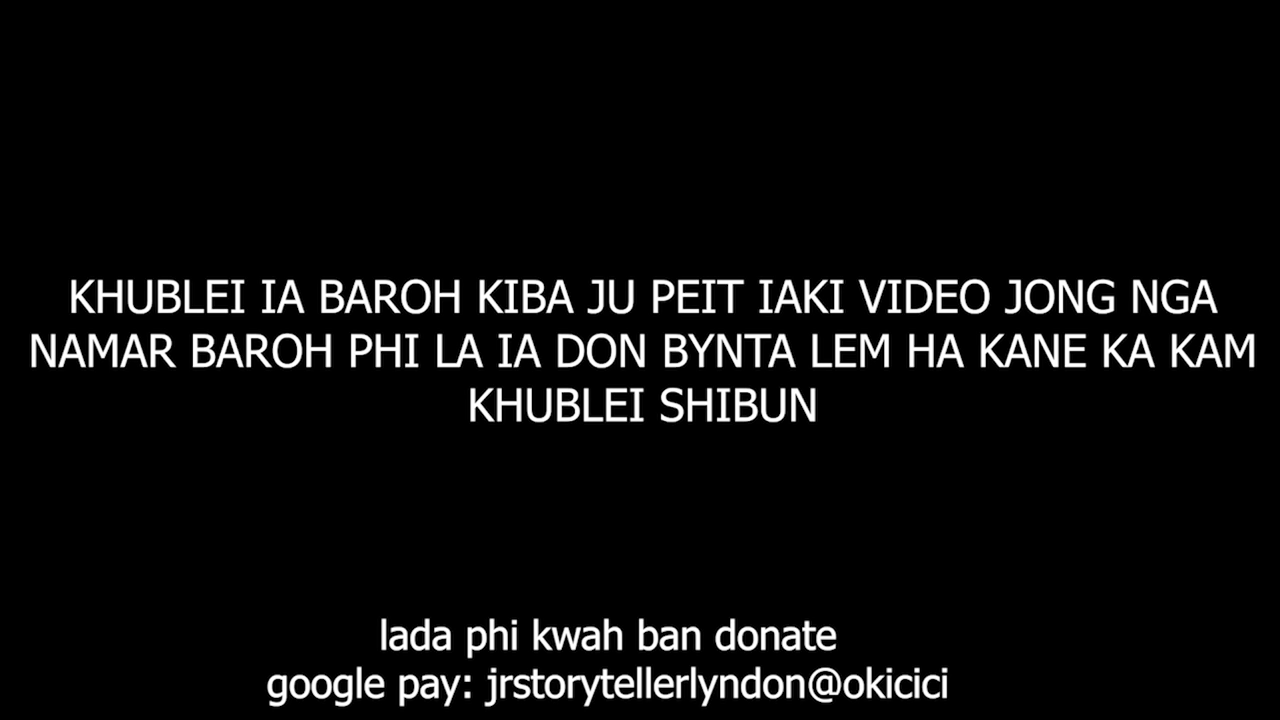 KHUBLEI IA BAROH KIBA JU PEIT IAKI VIDEO JONG NGA
NAMAR BAROH PHI LA IA DON BYNTA LEM HA KANE KA KAM
KHUBLEI SHIBUN
lada phi kwah ban donate
google pay: jrstorytellerlyndon@okicici